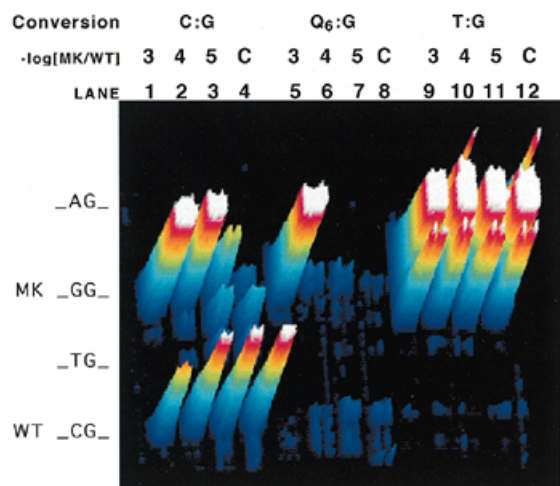 Conversion C:G Q6:G T:G
-log[MK/WT] 3 4 5 C 3 4 5 C 3 4 5 C
LANE 1 2 3 4 5 6 7 8 9 10 11 12
_AG_
MK _GG_
_TG_
WT _CG_